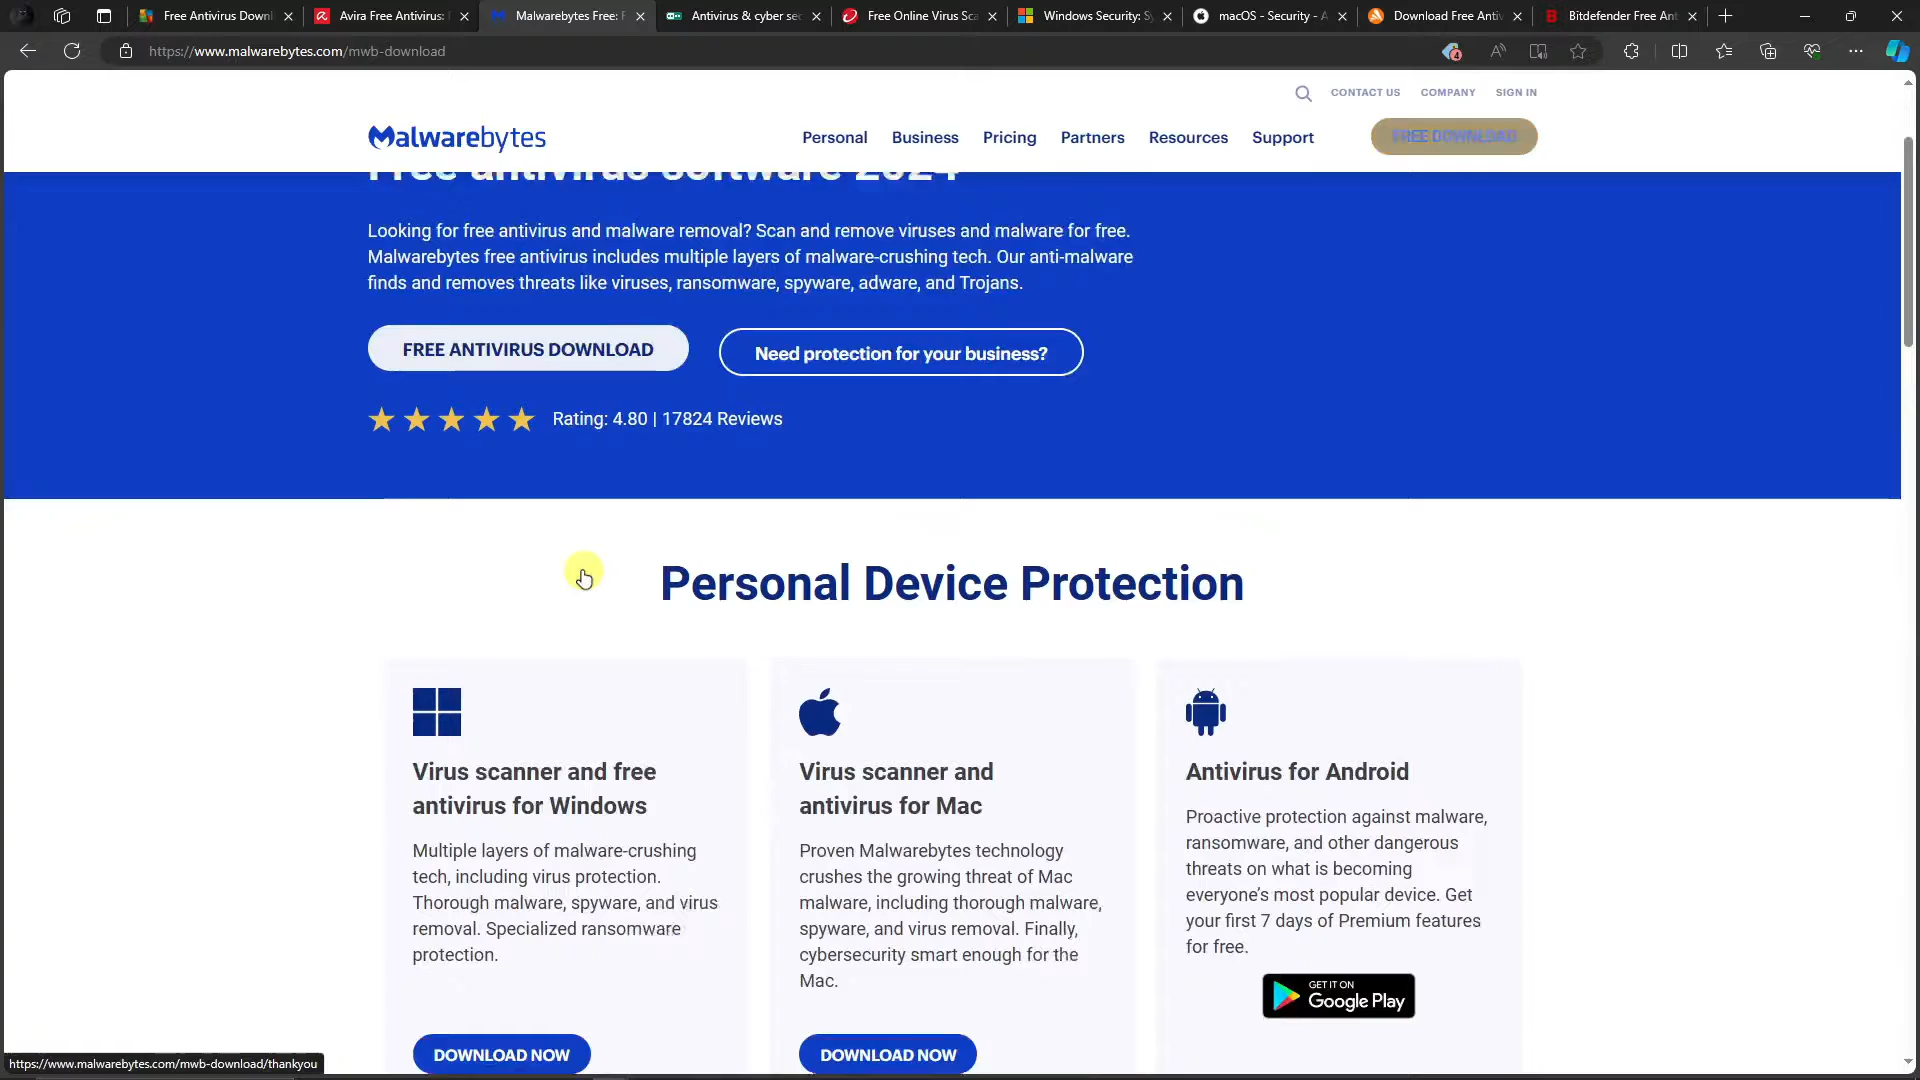 Free Antivirus Downl
Avira Free Antivirus:
Malwarebytes Free: F
Antivirus & cyber sec
Free Online Virus Sca
Windows Security: S
macOS - Security - A
Download Free Antiv
Bitdefender Free Ant
https://www.malwarebytes.com/mwb-download
CONTACT US
COMPANY
SIGN IN
Malwarebytes
Personal
Business
Pricing
Partners
Resources
Support
FREE DOWNLOAD
Free antivirus software 2024
Looking for free antivirus and malware removal? Scan and remove viruses and malware for free.
Malwarebytes free antivirus includes multiple layers of malware-crushing tech. Our anti-malware
finds and removes threats like viruses, ransomware, spyware, adware, and Trojans.
FREE ANTIVIRUS DOWNLOAD
Need protection for your business?
Rating: 4.80 | 17824 Reviews
Personal Device Protection
Virus scanner and free
antivirus for Windows
Multiple layers of malware-crushing
tech, including virus protection.
Thorough malware, spyware, and virus
removal. Specialized ransomware
protection.
DOWNLOAD NOW
Virus scanner and
antivirus for Mac
Proven Malwarebytes technology
crushes the growing threat of Mac
malware, including thorough malware,
spyware, and virus removal. Finally,
cybersecurity smart enough for the
Mac.
DOWNLOAD NOW
Antivirus for Android
Proactive protection against malware,
ransomware, and other dangerous
threats on what is becoming
everyone's most popular device. Get
your first 7 days of Premium features
for free.
GET IT ON
Google Play
https://www.malwarebytes.com/mwb-download/thankyou